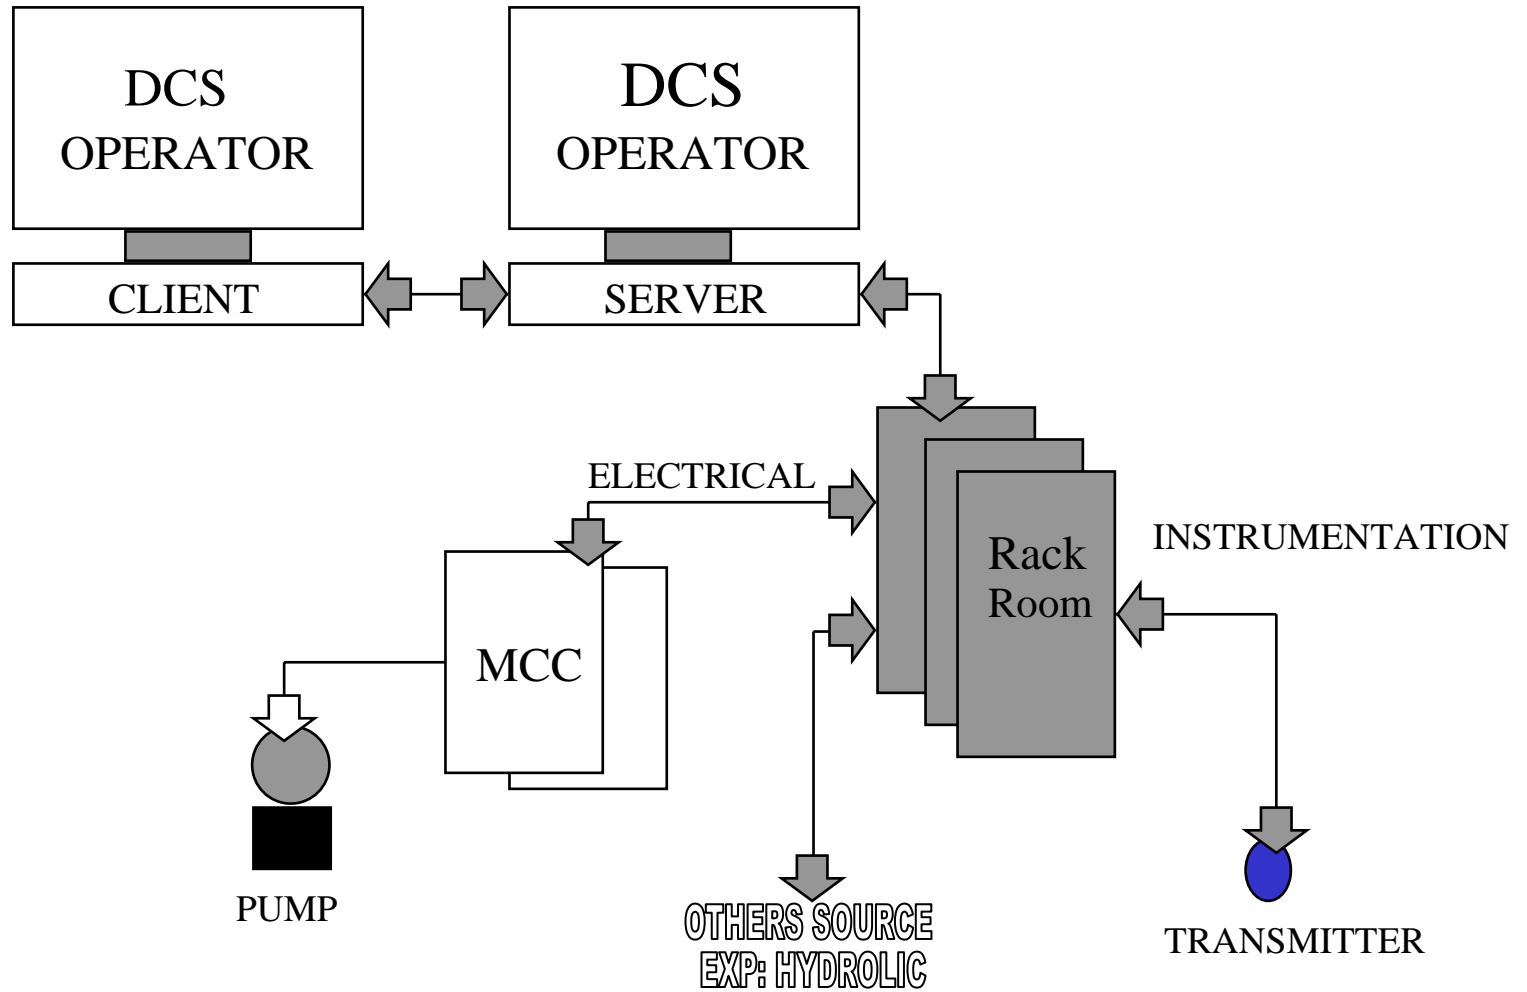 DCS
OPERATOR
CLIENT
DCS
OPERATOR
SERVER
ELECTRICAL
INSTRUMENTATION
Rack
Room
MCC
PUMP
OTHERS SOURCE
EXP: HYDROLIC
TRANSMITTER